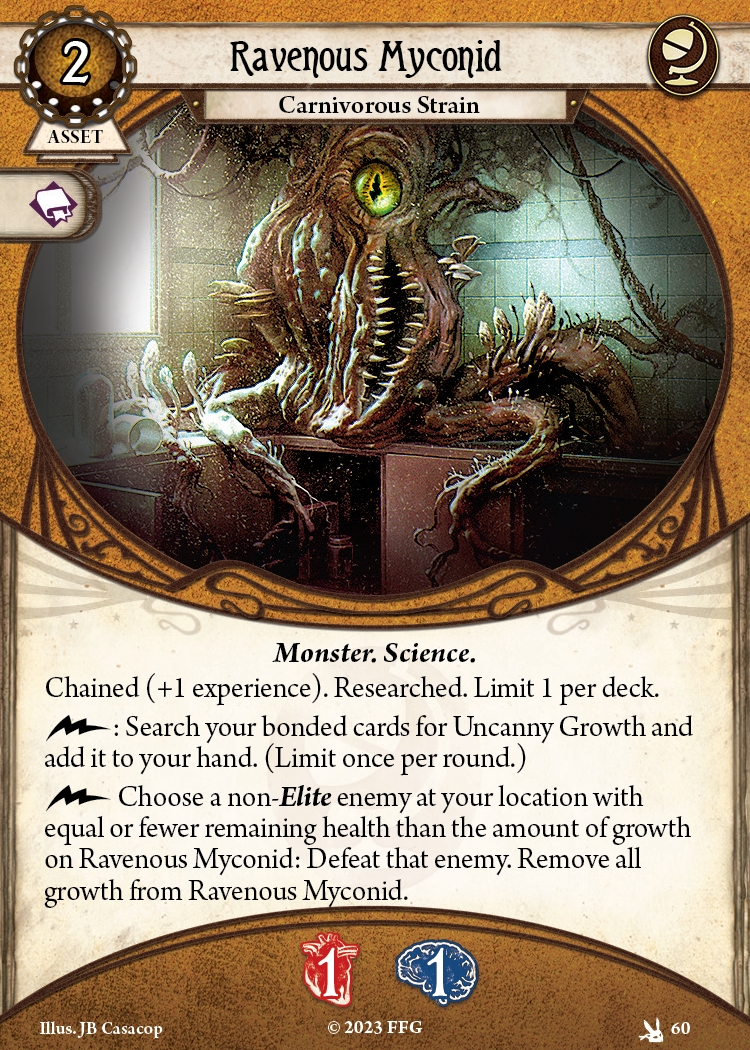 2
Ravenous Myconid
Carnivorous Strain
ASSET
Monster. Science.
Chained (+1 experience). Researched. Limit 1 per deck.
: Search your bonded cards for Uncanny Growth and
add it to your hand. (Limit once per round.)
Choose a non-Elite enemy at your location with
equal or fewer remaining health than the amount of growth
on Ravenous Myconid: Defeat that enemy. Remove all
growth from Ravenous Myconid.
1 1
Illus. JB Casacop © 2023 FFG 60